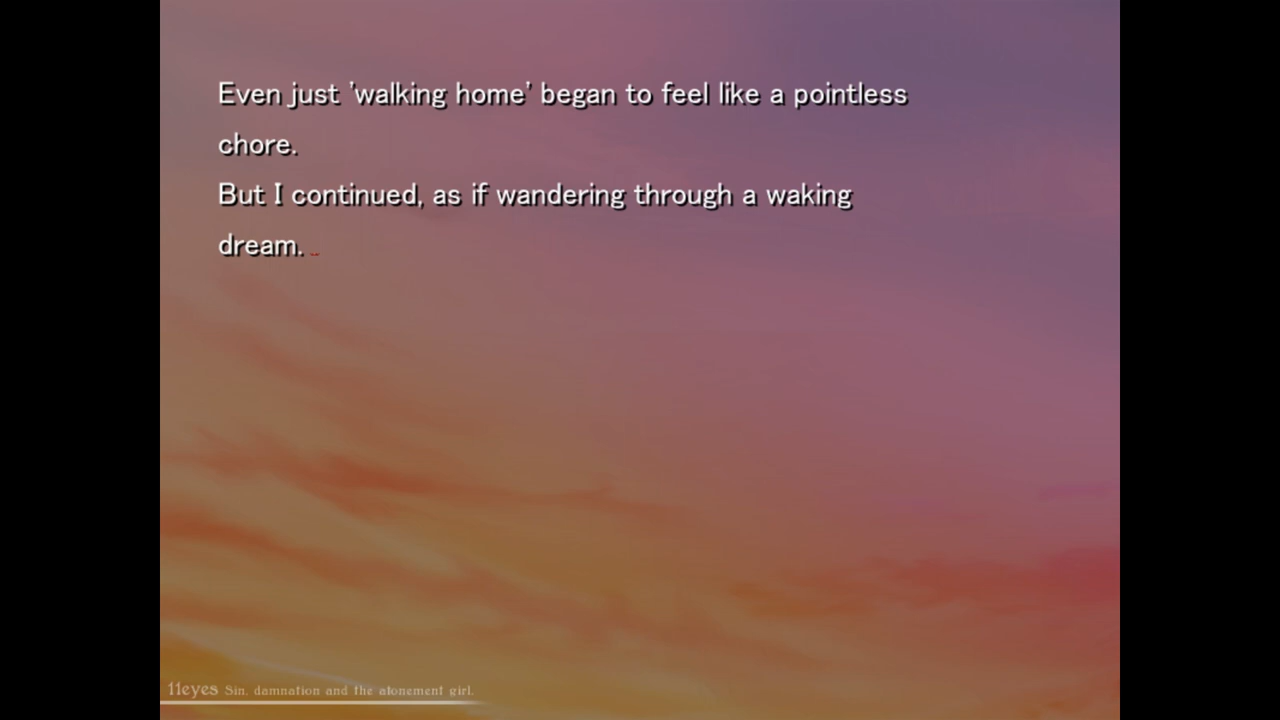 Even just 'walking home' began to feel like a pointless
chore.
But I continued, as if wandering through a waking
dream.
11eyes Sin, damnation and the atonement girl.